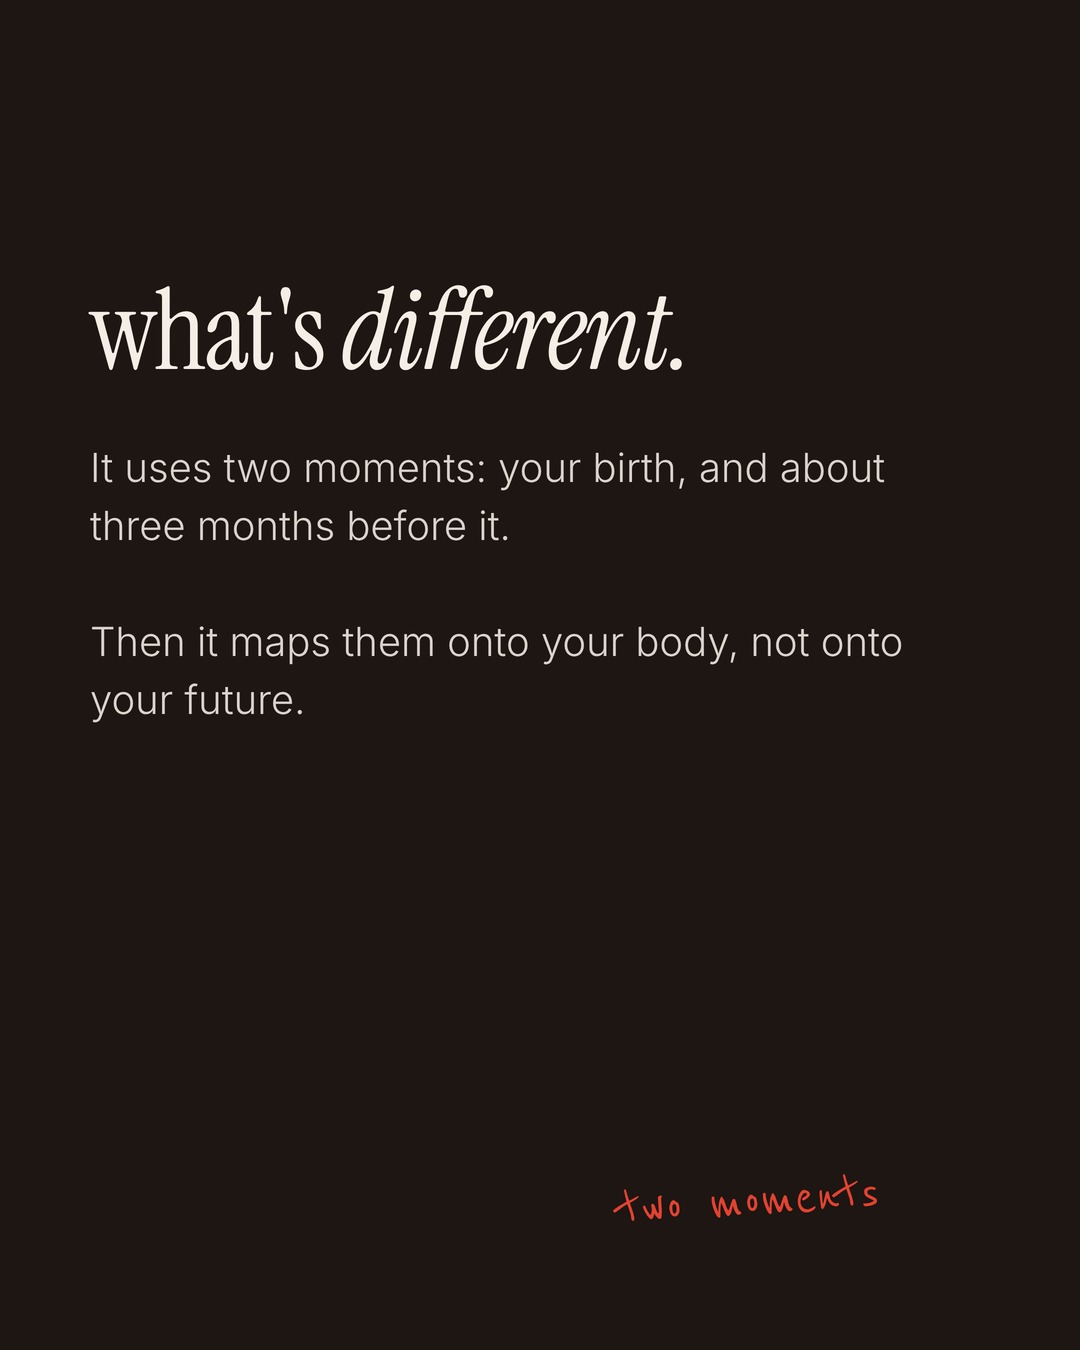 what's different.
It uses two moments: your birth, and about
three months before it.
Then it maps them onto your body, not onto
your future.
two moments